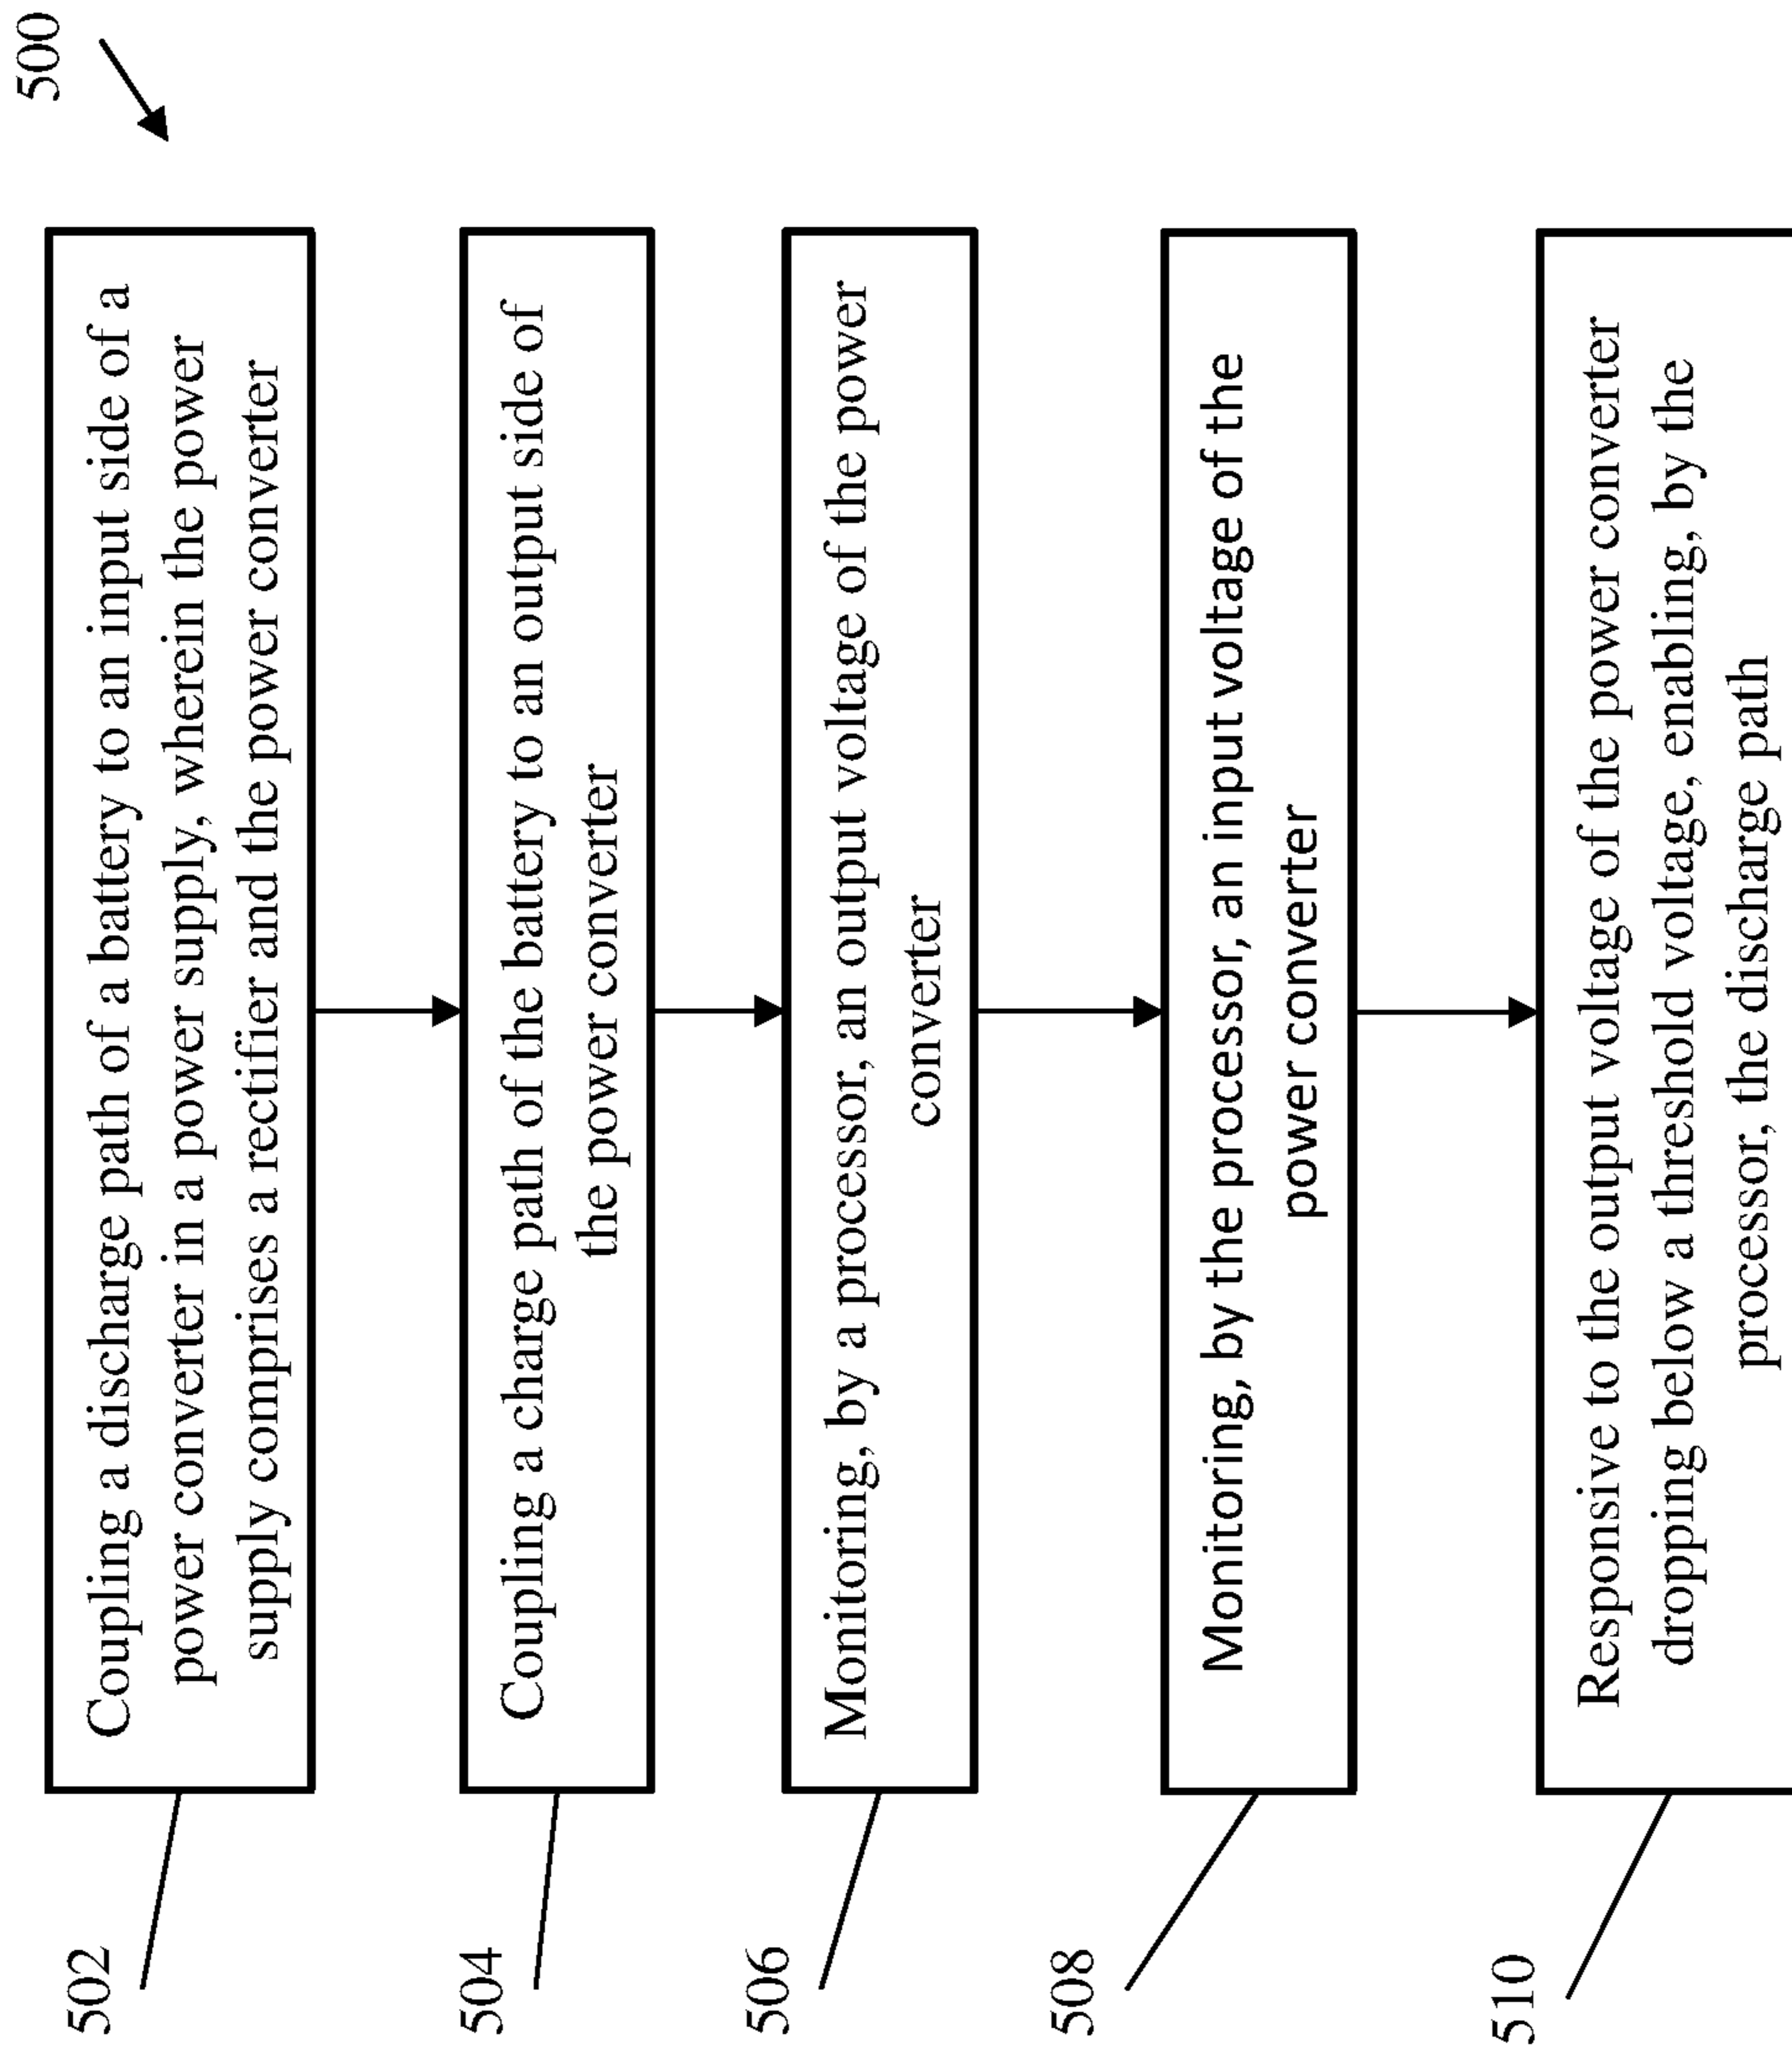 500
502
Coupling a discharge path of a battery to an input side of a
power converter in a power supply, wherein the power
supply comprises a rectifier and the power converter
504
Coupling a charge path of the battery to an output side of
the power converter
506
Monitoring, by a processor, an output voltage of the power
converter
508
Monitoring, by the processor, an input voltage of the
power converter
510
Responsive to the output voltage of the power converter
dropping below a threshold voltage, enabling, by the
processor, the discharge path